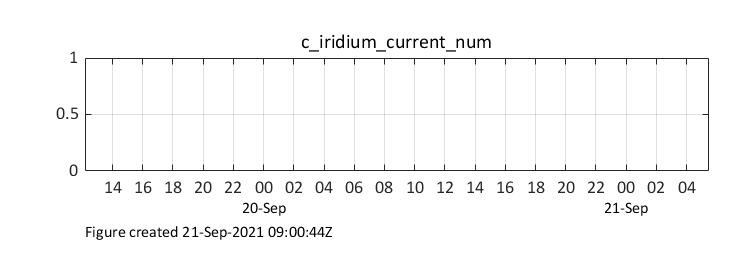 c_iridium_current_num
1
0.5
0
14 16 18 20 22 00 02 04 06 08 10 12 14 16 18 20 22 00 02 04
20-Sep 21-Sep
Figure created 21-Sep-2021 09:00:44Z